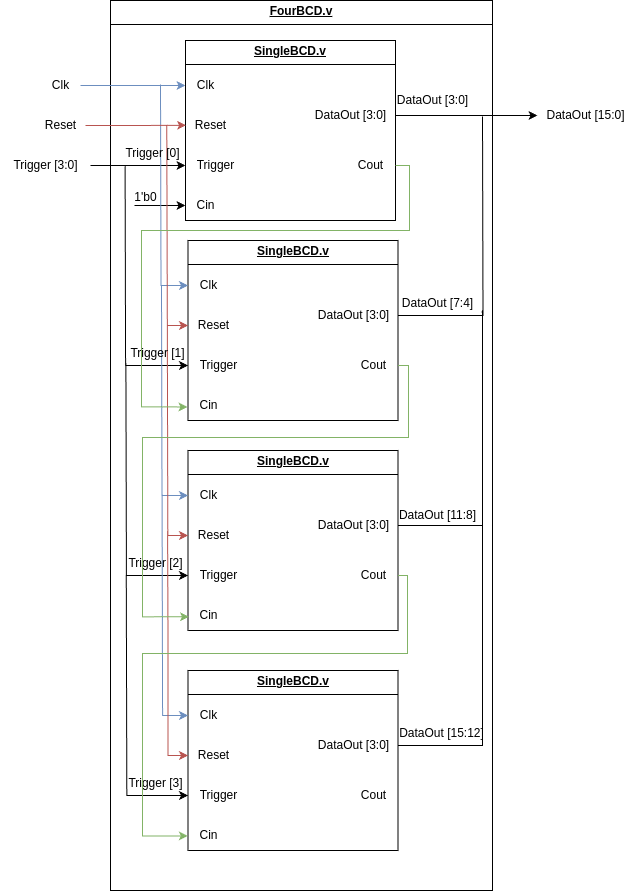 FourBCD.v
SingleBCD.v
Clk
Clk
DataOut [3:0]
DataOut [3:0]
DataOut [15:0]
Reset
Reset
Trigger [3:0]
Trigger [0]
Trigger
Cout
1'b0
Cin
SingleBCD.v
Clk
DataOut [3:0]
DataOut [7:4]
Reset
Trigger [1]
Trigger
Cout
Cin
SingleBCD.v
Clk
DataOut [3:0]
DataOut [11:8]
Reset
Trigger [2]
Trigger
Cout
Cin
SingleBCD.v
Clk
DataOut [3:0]
DataOut [15:12]
Reset
Trigger [3]
Trigger
Cout
Cin